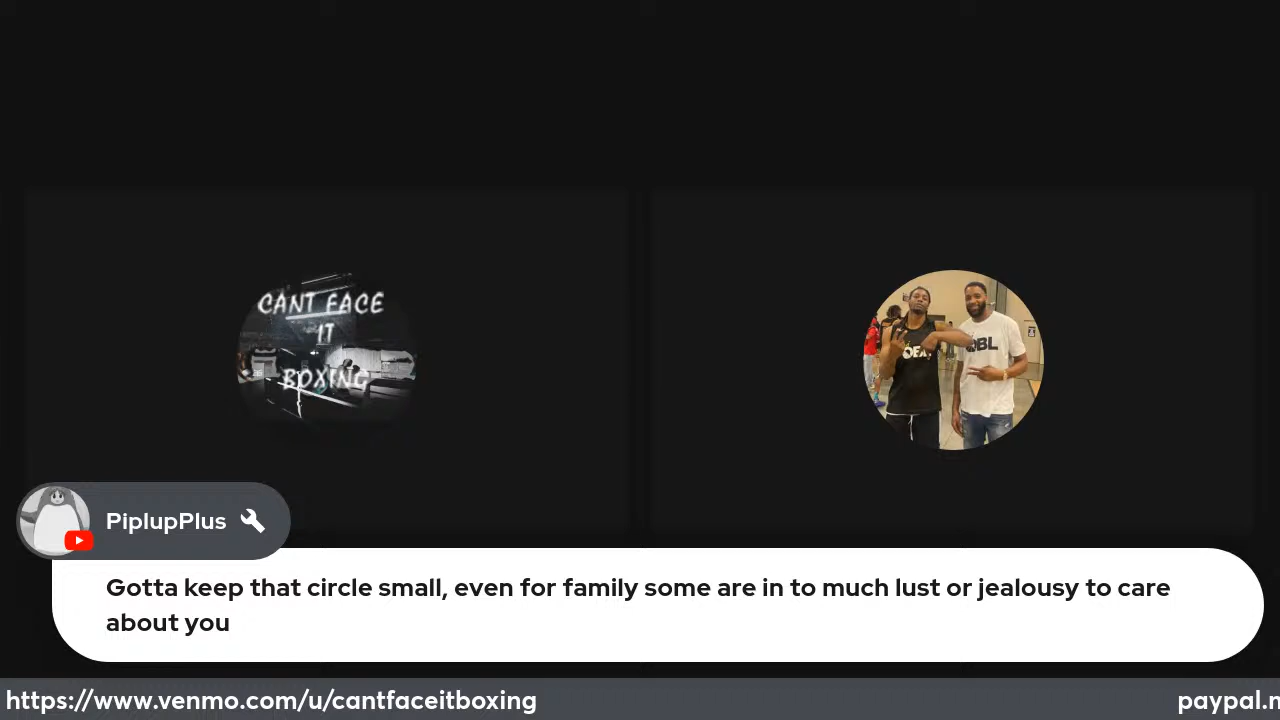 CANT FACE
IT
BOXING
QBL
PiplupPlus
Gotta keep that circle small, even for family some are in to much lust or jealousy to care
about you
https://www.venmo.com/u/cantfaceitboxing
paypal.